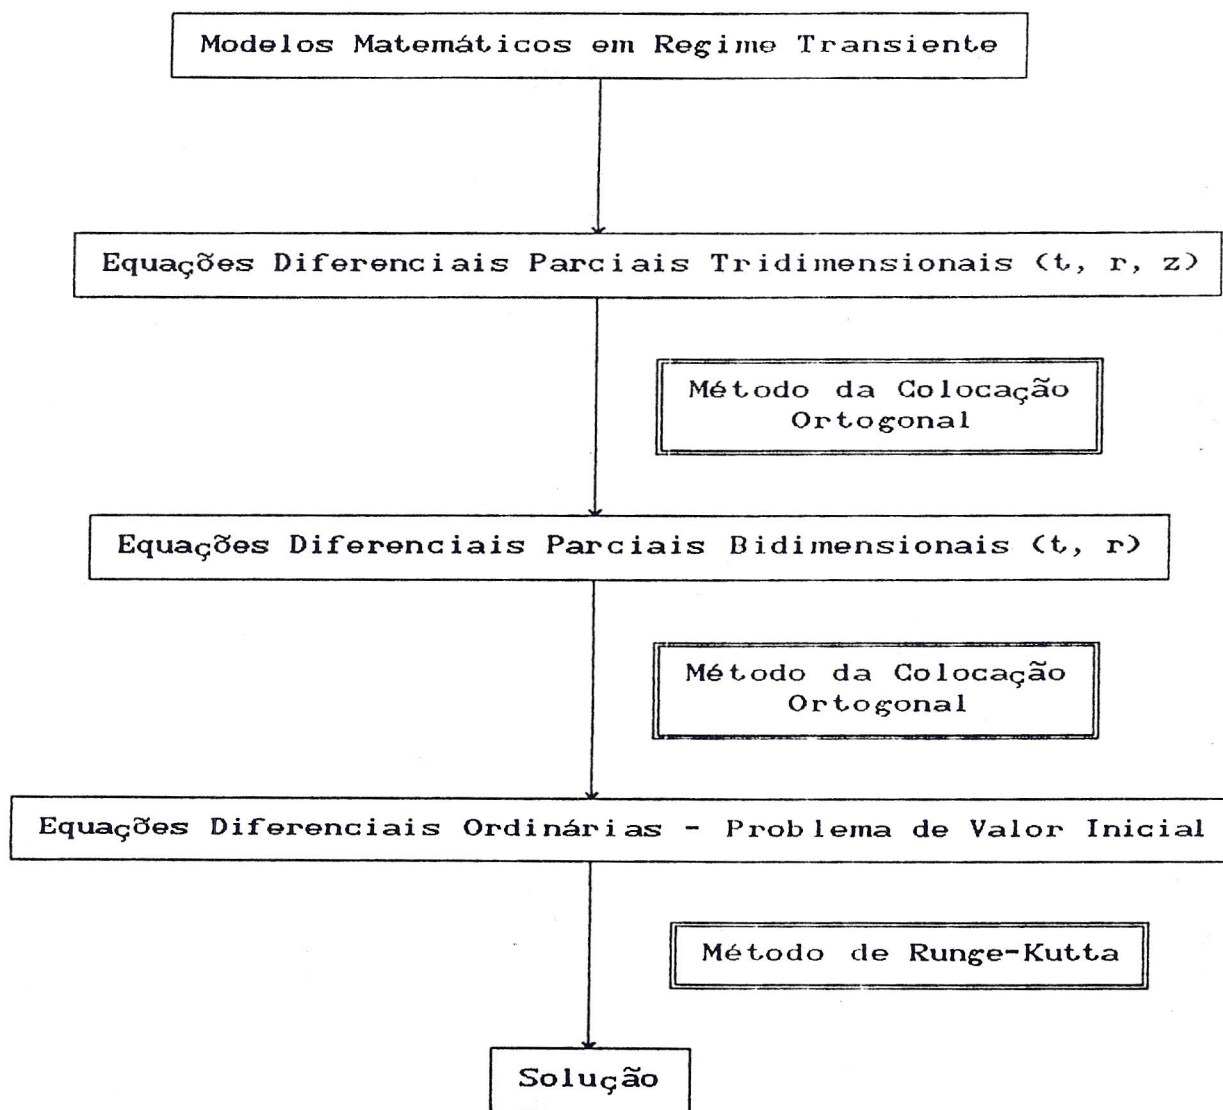 Modelos Matemáticos em Regime Transiente
Equações Diferenciais Parciais Tridimensionais (t, r, z)
Método da Colocação
Ortogonal
Equações Diferenciais Parciais Bidimensionais (t, r)
Método da Colocação
Ortogonal
Equações Diferenciais Ordinárias - Problema de Valor Inicial
Método de Runge-Kutta
Solução